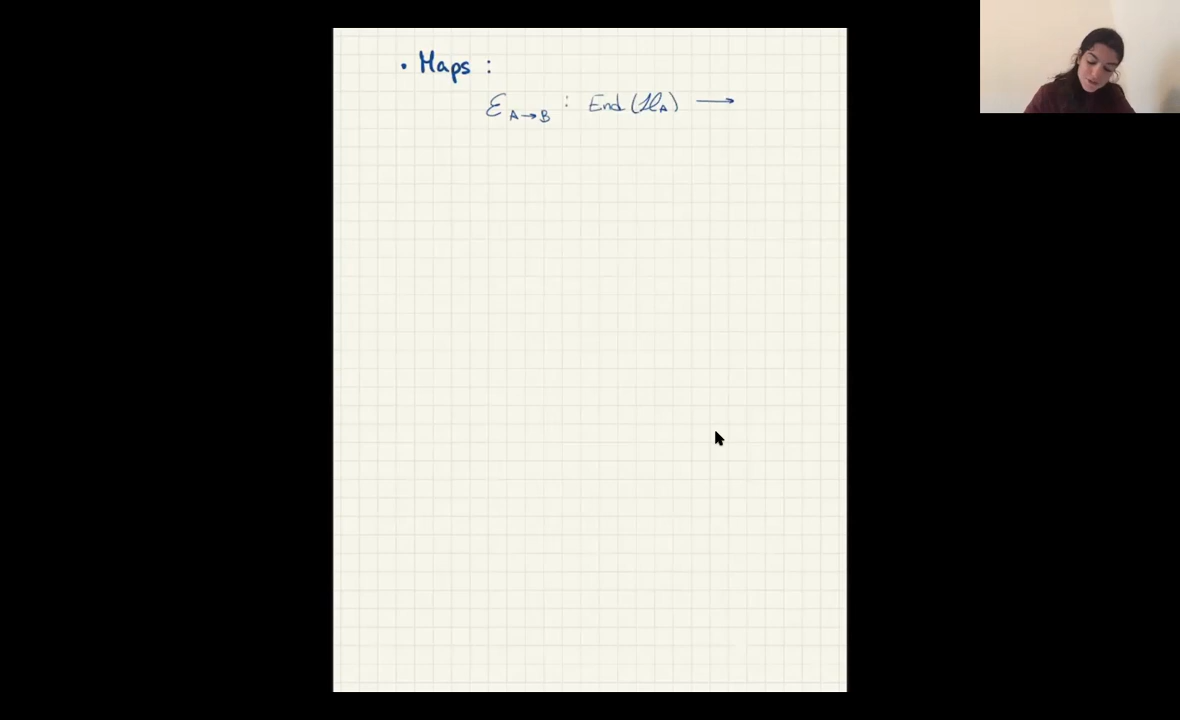 • Maps :
ℰ_{A→B} : End(ℋ_A) ⟶